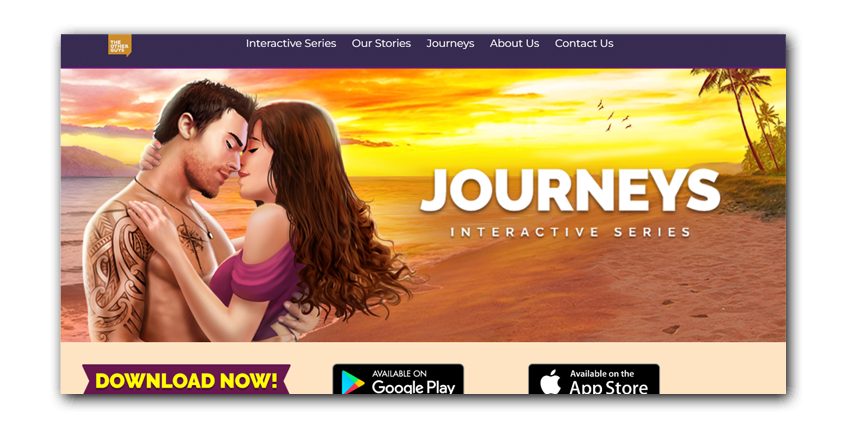 THE
OTHER
GUYS
Interactive Series Our Stories Journeys About Us Contact Us
JOURNEYS
INTERACTIVE SERIES
DOWNLOAD NOW!
AVAILABLE ON
Google Play
Available on the
App Store